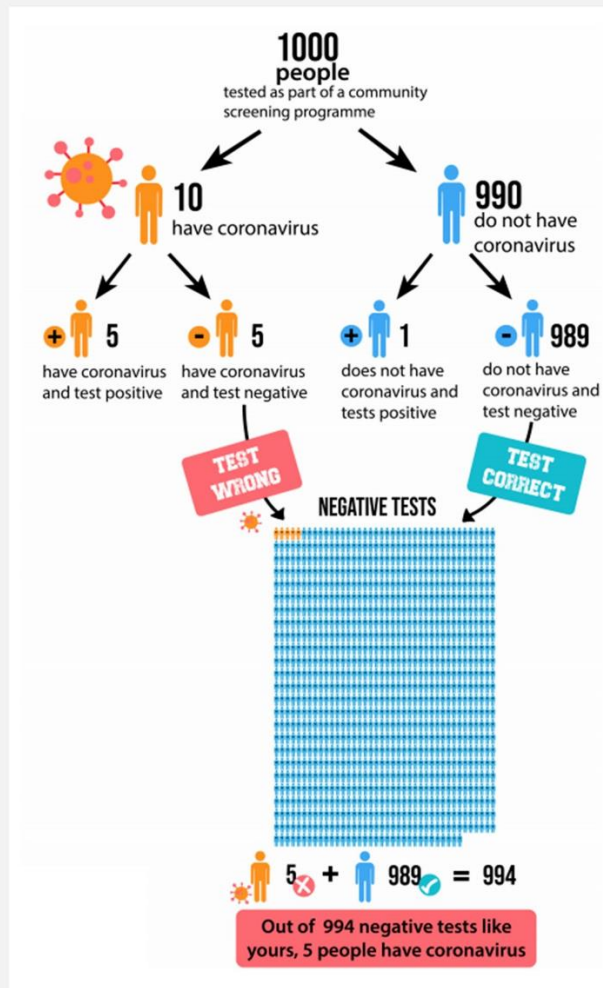 1000
people
tested as part of a community
screening programme
10
have coronavirus
990
do not have
coronavirus
+ 5
have coronavirus
and test positive
- 5
have coronavirus
and test negative
+ 1
does not have
coronavirus and
tests positive
- 989
do not have
coronavirus and
test negative
TEST
WRONG
TEST
CORRECT
NEGATIVE TESTS
5 + 989 = 994
Out of 994 negative tests like
yours, 5 people have coronavirus